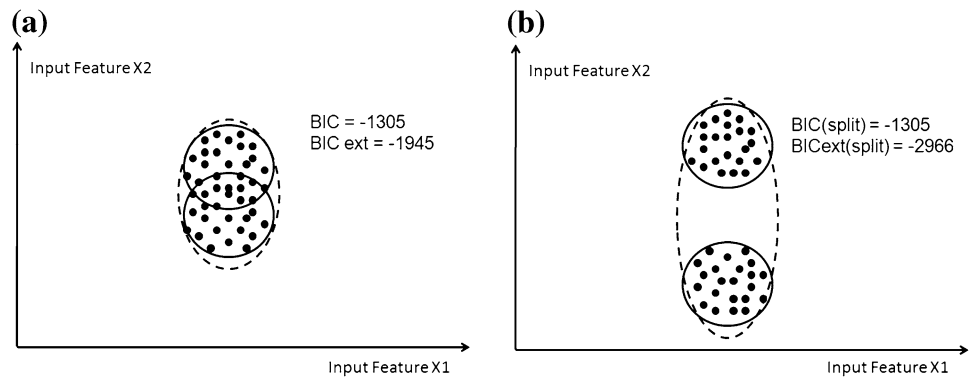 (a)
Input Feature X2
BIC = -1305
BIC ext = -1945
Input Feature X1
(b)
Input Feature X2
BIC(split) = -1305
BICext(split) = -2966
Input Feature X1